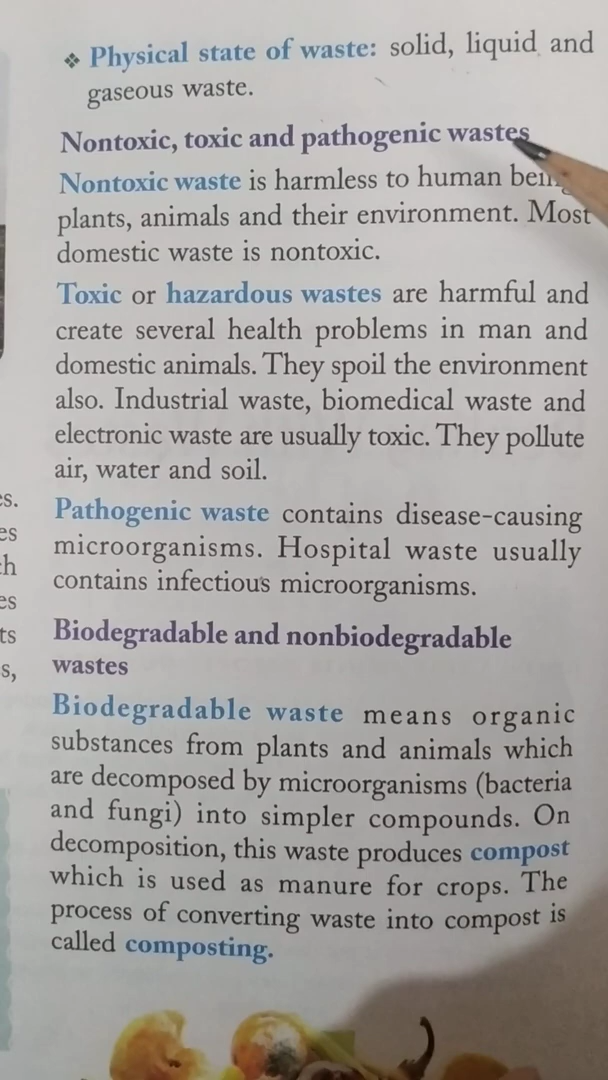 ❖ Physical state of waste: solid, liquid and
gaseous waste.
Nontoxic, toxic and pathogenic wastes
Nontoxic waste is harmless to human
plants, animals and their environment. Most
domestic waste is nontoxic.
Toxic or hazardous wastes are harmful and
create several health problems in man and
domestic animals. They spoil the environment
also. Industrial waste, biomedical waste and
electronic waste are usually toxic. They pollute
air, water and soil.
Pathogenic waste contains disease-causing
microorganisms. Hospital waste usually
contains infectious microorganisms.
Biodegradable and nonbiodegradable
wastes
Biodegradable waste means organic
substances from plants and animals which
are decomposed by microorganisms (bacteria
and fungi) into simpler compounds. On
decomposition, this waste produces compost
which is used as manure for crops. The
process of converting waste into compost is
called composting.